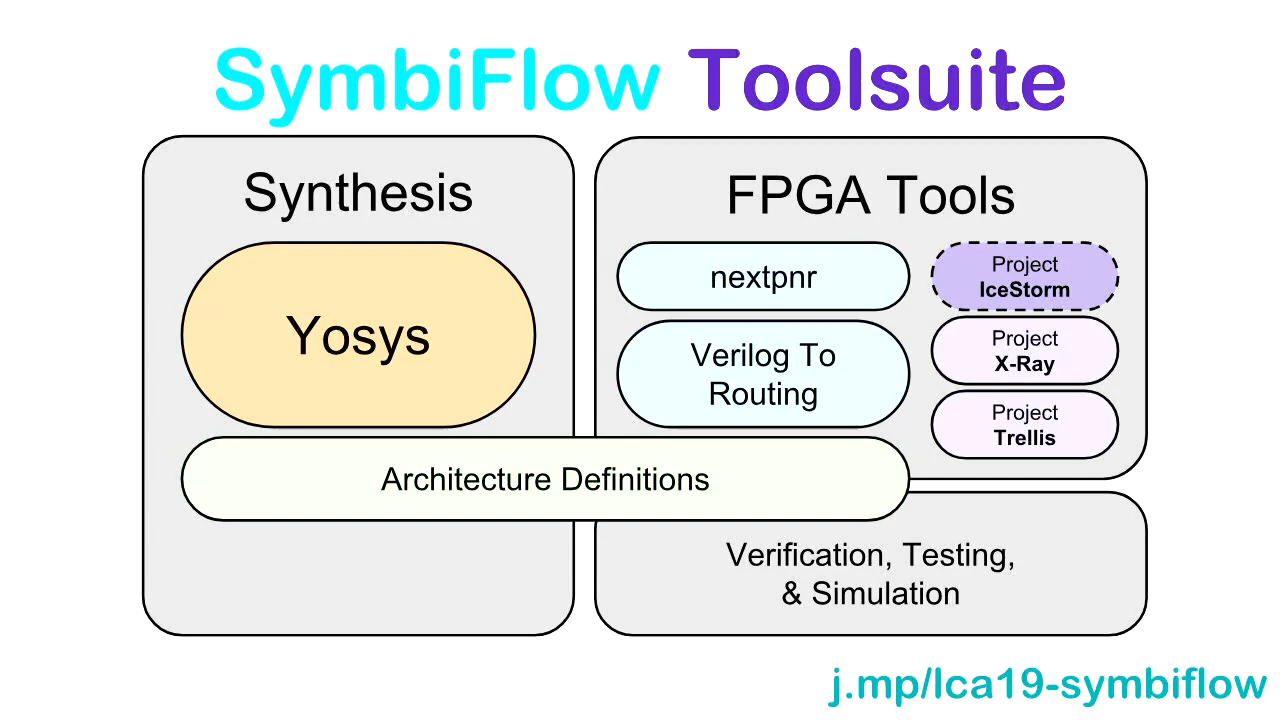 SymbiFlow Toolsuite
Synthesis
Yosys
FPGA Tools
nextpnr
Verilog To
Routing
Project
IceStorm
Project
X-Ray
Project
Trellis
Architecture Definitions
Verification, Testing,
& Simulation
j.mp/lca19-symbiflow